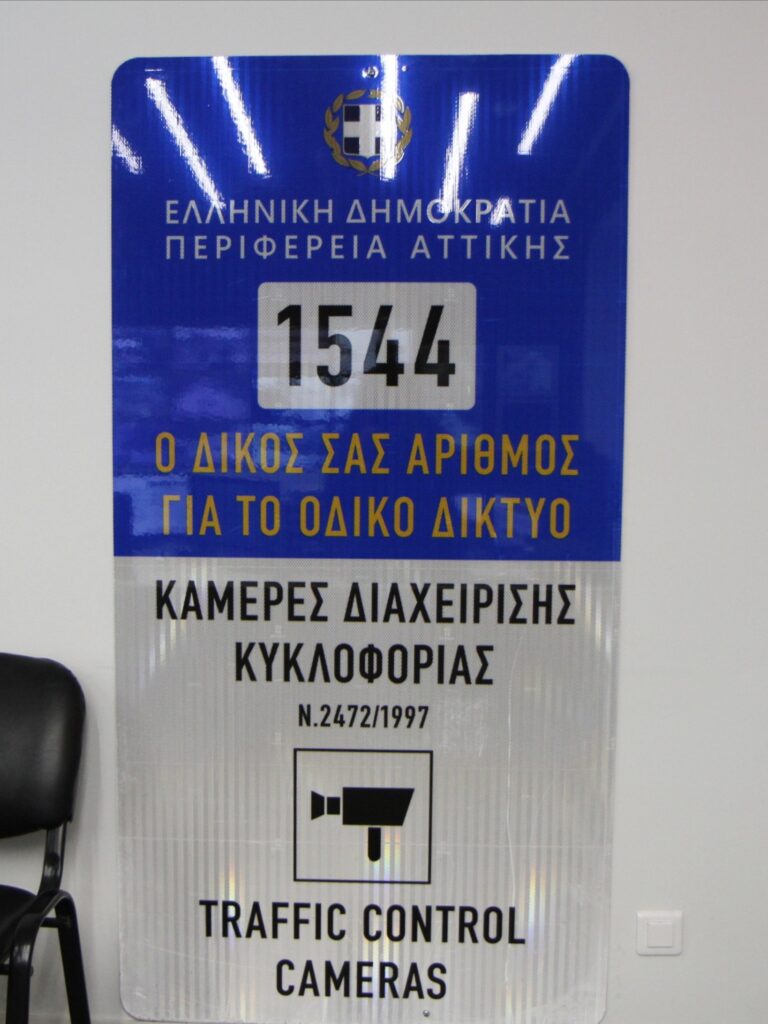 ΕΛΛΗΝΙΚΗ ΔΗΜΟΚΡΑΤΙΑ
ΠΕΡΙΦΕΡΕΙΑ ΑΤΤΙΚΗΣ
1544
Ο ΔΙΚΟΣ ΣΑΣ ΑΡΙΘΜΟΣ
ΓΙΑ ΤΟ ΟΔΙΚΟ ΔΙΚΤΥΟ
ΚΑΜΕΡΕΣ ΔΙΑΧΕΙΡΙΣΗΣ
ΚΥΚΛΟΦΟΡΙΑΣ
Ν.2472/1997
TRAFFIC CONTROL
CAMERAS